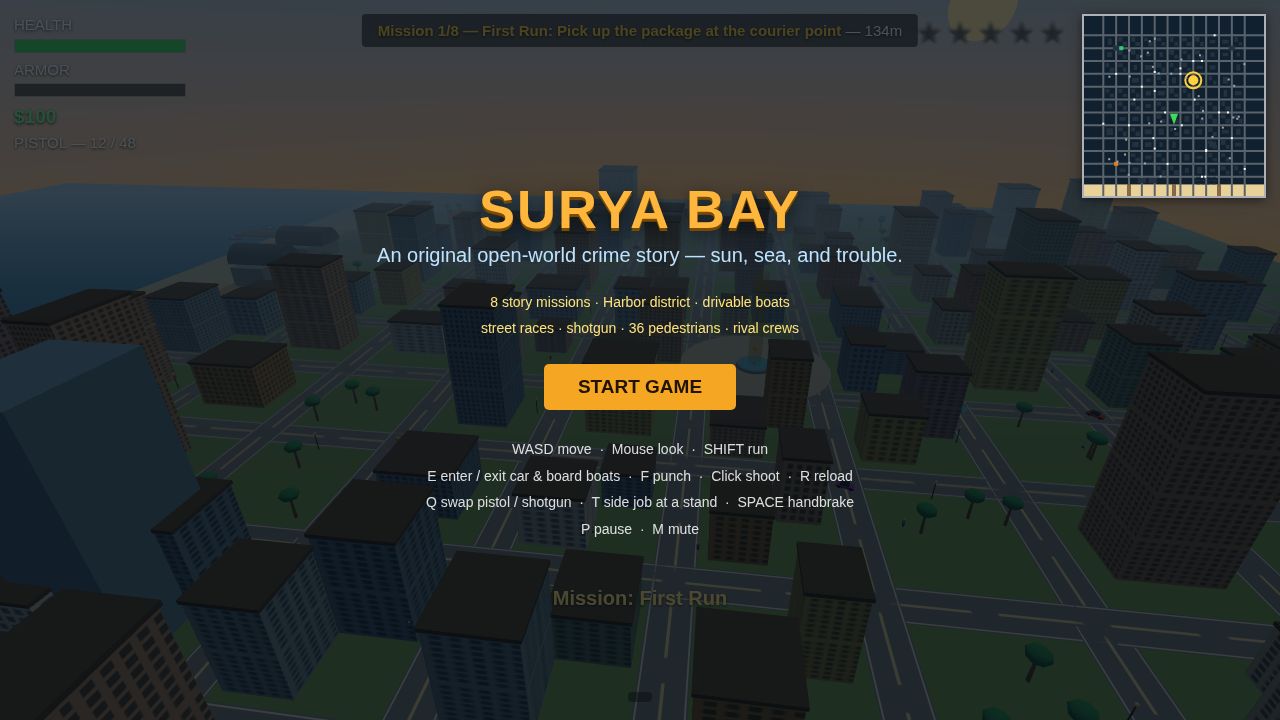 HEALTH
ARMOR
$100
PISTOL — 12 / 48
Mission 1/8 — First Run: Pick up the package at the courier point — 134m
★★★★★
SURYA BAY
An original open-world crime story — sun, sea, and trouble.
8 story missions · Harbor district · drivable boats
street races · shotgun · 36 pedestrians · rival crews
START GAME
WASD move · Mouse look · SHIFT run
E enter / exit car & board boats · F punch · Click shoot · R reload
Q swap pistol / shotgun · T side job at a stand · SPACE handbrake
P pause · M mute
Mission: First Run